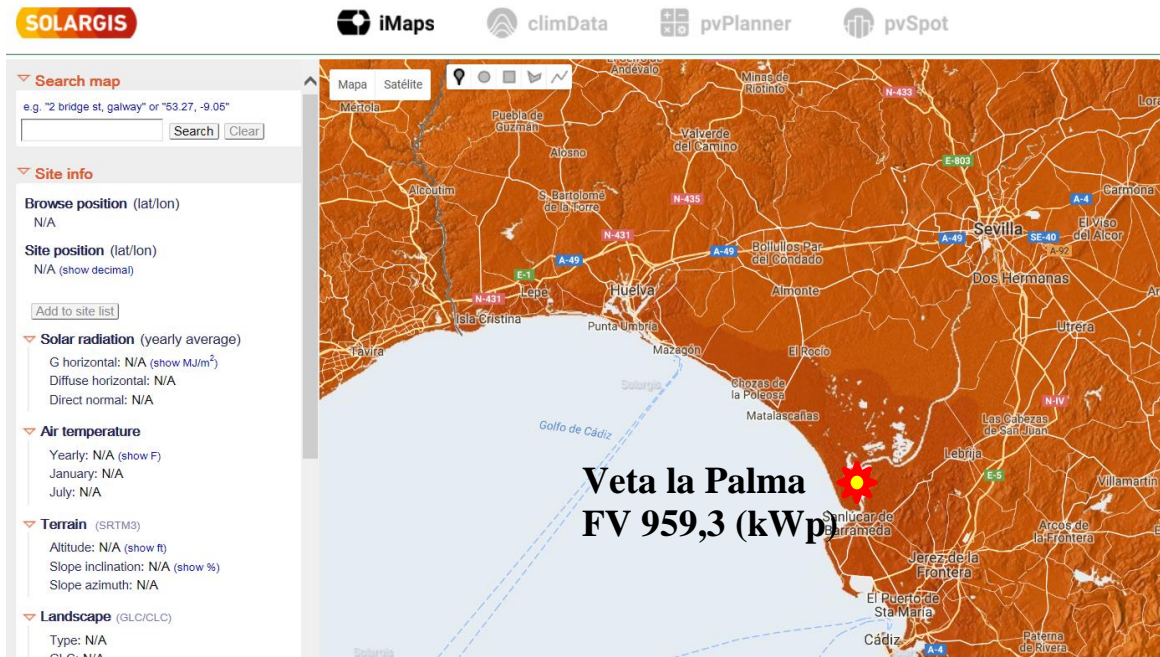 SOLARGIS
iMaps
climData
pvPlanner
pvSpot
Search map
e.g. "2 bridge st, galway" or "53.27, -9.05"
Search Clear
Site info
Browse position (lat/lon)
N/A
Site position (lat/lon)
N/A (show decimal)
Add to site list
Solar radiation (yearly average)
G horizontal: N/A (show MJ/m²)
Diffuse horizontal: N/A
Direct normal: N/A
Air temperature
Yearly: N/A (show F)
January: N/A
July: N/A
Terrain (SRTM3)
Altitude: N/A (show ft)
Slope inclination: N/A (show %)
Slope azimuth: N/A
Landscape (GLC/CLC)
Type: N/A
Mapa Satélite
Andévalo
Minas de
Riotinto
N-433
Mértola
Puebla de
Guzmán
Valverde
del Camino
Alosno
E-803
Alcoutim
S. Bartolomé
de la Torre
N-435
Carmona
A-4
N-431
Sevilla
El Viso
del Alcor
A-49
SE-40
A-92
A-49
A-49
Bollullos Par
del Condado
E-1
Dos Hermanas
N-431
Lepe
Huelva
Almonte
Isla Cristina
Punta Umbría
Utrera
Tavira
Mazagón
El Rocío
Solargis
Chozas de
la Poleosa
N-IV
Matalascañas
Las Cabezas
de San Juan
Golfo de Cádiz
Lebrija
E-5
Villamartin
Veta la Palma
FV 959,3 (kWp)
Sanlúcar de
Barrameda
Arcos de
la Frontera
Jerez de la
Frontera
El Puerto de
Sta María
Cádiz
A-4
Paterna
de Rivera
Solargis